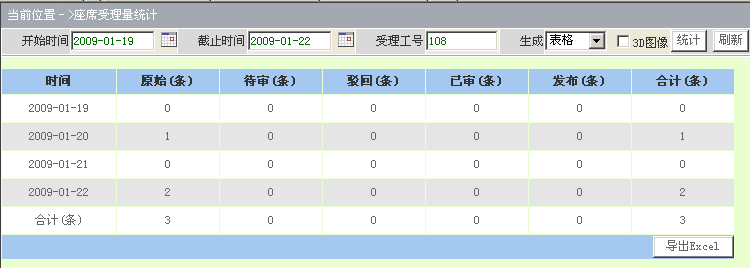 当前位置－->座席受理量统计
开始时间 2009-01-19 截止时间 2009-01-22 受理工号 108 生成 表格 3D图像 统计 刷新
时间 原始(条) 待审(条) 驳回(条) 已审(条) 发布(条) 合计(条)
2009-01-19 0 0 0 0 0 0
2009-01-20 1 0 0 0 0 1
2009-01-21 0 0 0 0 0 0
2009-01-22 2 0 0 0 0 2
合计(条) 3 0 0 0 0 3
导出Excel